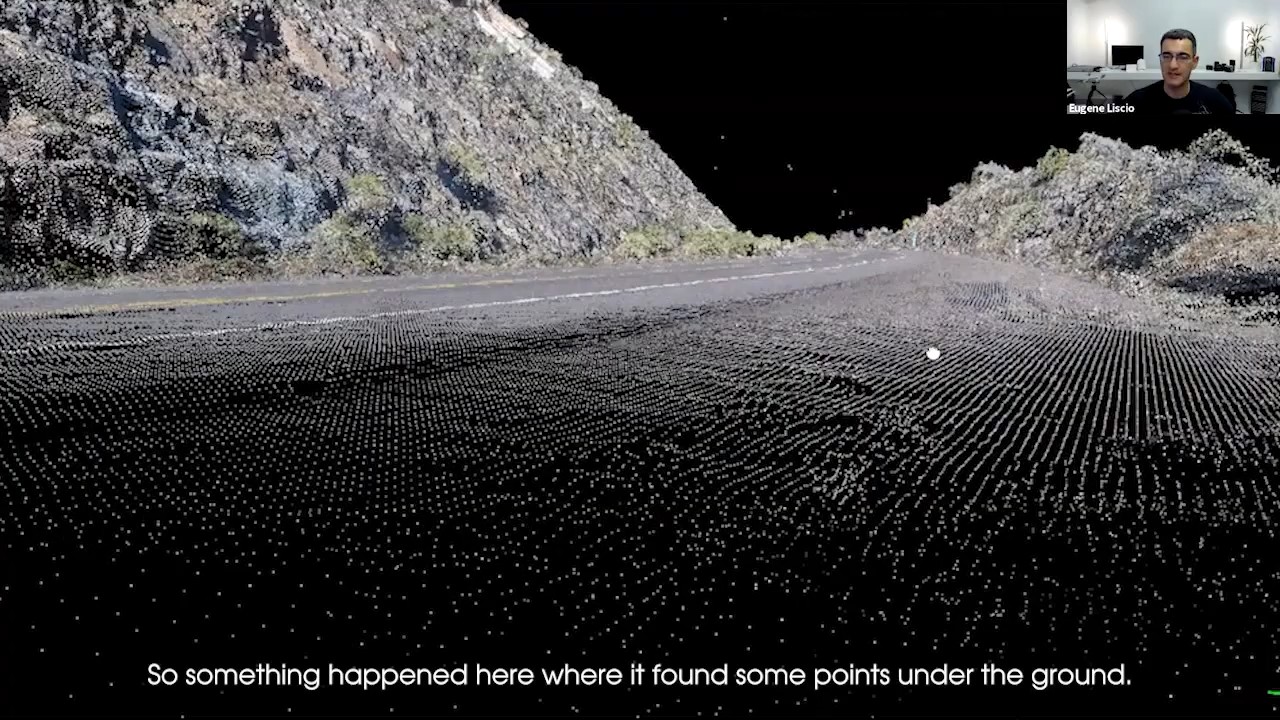 Eugene Liscio
So something happened here where it found some points under the ground.